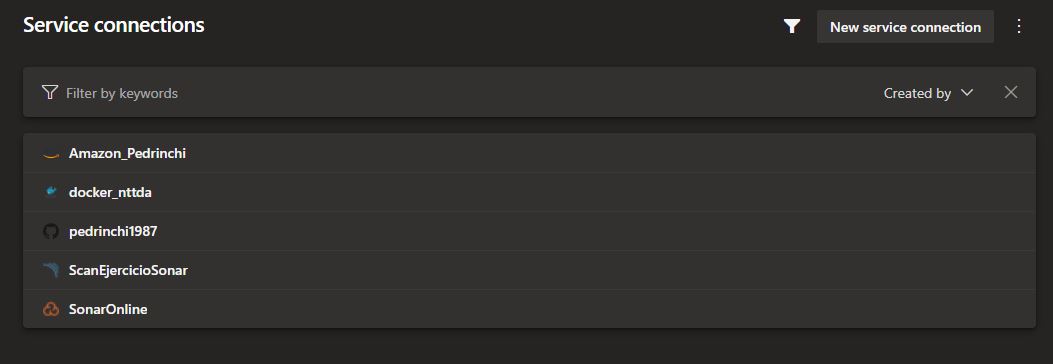 Service connections
New service connection
Filter by keywords
Created by
Amazon_Pedrinchi
docker_nttda
pedrinchi1987
ScanEjercicioSonar
SonarOnline